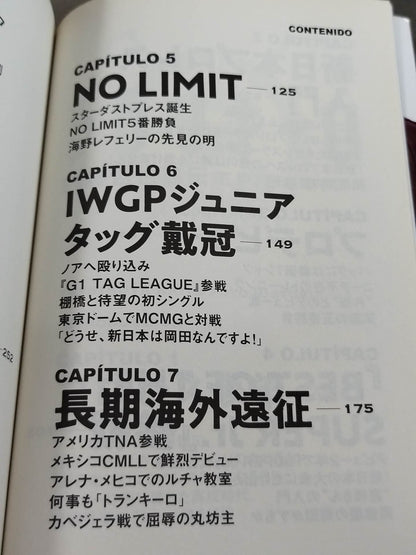 CONTENIDO
CAPÍTULO 5
NO LIMIT — 125
スターダストプレス誕生
NO LIMIT5番勝負
海野レフェリーの先見の明
CAPÍTULO 6
IWGPジュニア
タッグ戴冠 — 149
ノアへ殴り込み
『G1 TAG LEAGUE』参戦
棚橋と待望の初シングル
東京ドームでMCMGと対戦
「どうせ、新日本は岡田なんですよ!」
CAPÍTULO 7
長期海外遠征 — 175
アメリカTNA参戦
メキシコCMLLで鮮烈デビュー
アレナ・メヒコでのルチャ教室
何事も「トランキーロ」
カベジェラ戦で屈辱の丸坊主